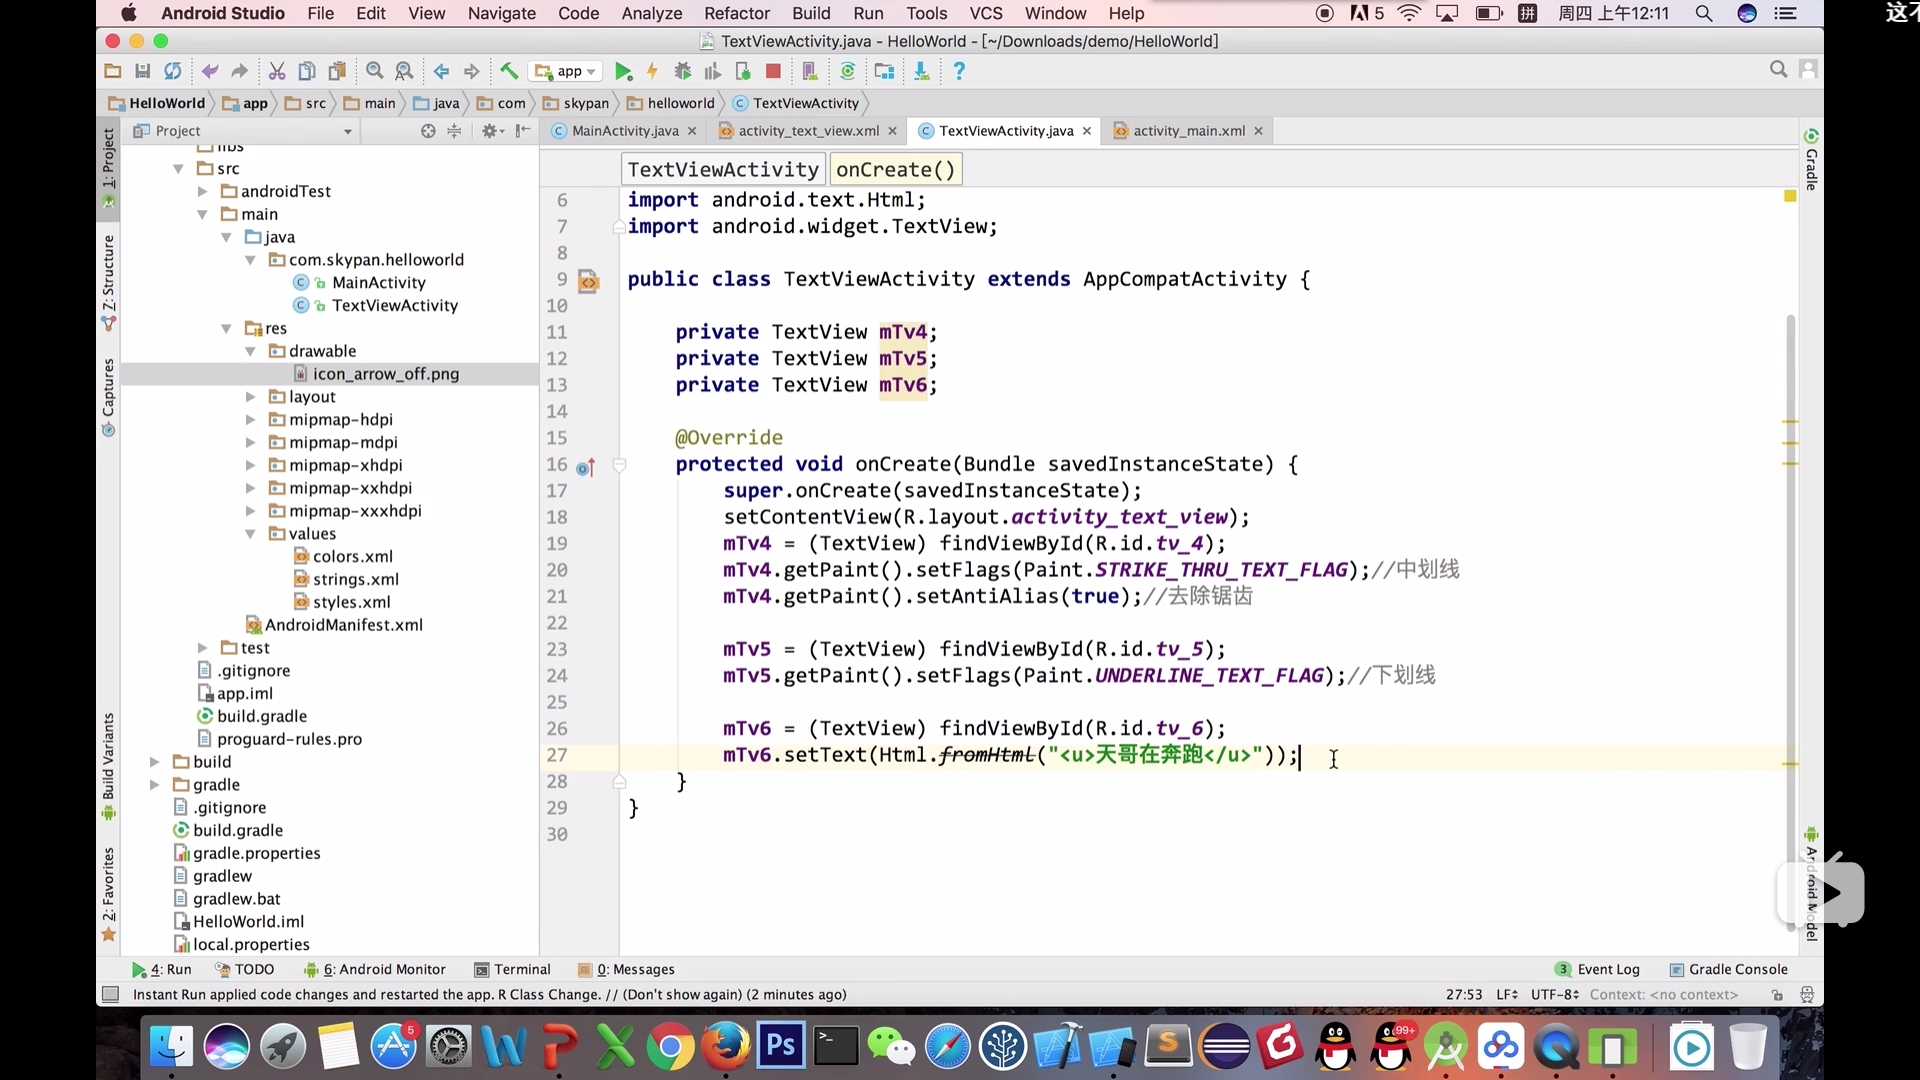 这不
Android Studio File Edit View Navigate Code Analyze Refactor Build Run Tools VCS Window Help 5 拼 周四 上午12:11
TextViewActivity.java - HelloWorld - [~/Downloads/demo/HelloWorld]
app
HelloWorld app src main java com skypan helloworld TextViewActivity
Project
MainActivity.java activity_text_view.xml TextViewActivity.java activity_main.xml
TextViewActivity onCreate()
1: Project
Z: Structure
Captures
Build Variants
2: Favorites
Gradle
Android Model
libs
src
androidTest
main
java
com.skypan.helloworld
MainActivity
TextViewActivity
res
drawable
icon_arrow_off.png
layout
mipmap-hdpi
mipmap-mdpi
mipmap-xhdpi
mipmap-xxhdpi
mipmap-xxxhdpi
values
colors.xml
strings.xml
styles.xml
AndroidManifest.xml
test
.gitignore
app.iml
build.gradle
proguard-rules.pro
build
gradle
.gitignore
build.gradle
gradle.properties
gradlew
gradlew.bat
HelloWorld.iml
local.properties
6 import android.text.Html;
7 import android.widget.TextView;
8
9 public class TextViewActivity extends AppCompatActivity {
10
11 private TextView mTv4;
12 private TextView mTv5;
13 private TextView mTv6;
14
15 @Override
16 protected void onCreate(Bundle savedInstanceState) {
17 super.onCreate(savedInstanceState);
18 setContentView(R.layout.activity_text_view);
19 mTv4 = (TextView) findViewById(R.id.tv_4);
20 mTv4.getPaint().setFlags(Paint.STRIKE_THRU_TEXT_FLAG);//中划线
21 mTv4.getPaint().setAntiAlias(true);//去除锯齿
22
23 mTv5 = (TextView) findViewById(R.id.tv_5);
24 mTv5.getPaint().setFlags(Paint.UNDERLINE_TEXT_FLAG);//下划线
25
26 mTv6 = (TextView) findViewById(R.id.tv_6);
27 mTv6.setText(Html.fromHtml("<u>天哥在奔跑</u>"));
28 }
29 }
30
4: Run TODO 6: Android Monitor Terminal 0: Messages 3 Event Log Gradle Console
Instant Run applied code changes and restarted the app. R Class Change. // (Don't show again) (2 minutes ago) 27:53 LF UTF-8 Context: <no context>
5 Ps 99+